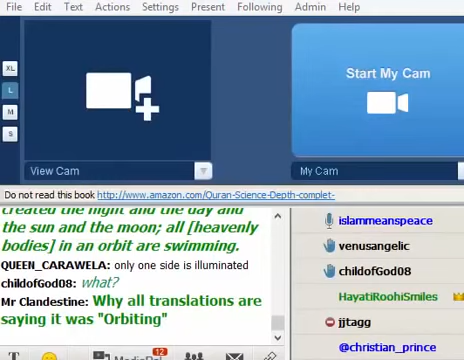 File Edit Text Actions Settings Present Following Admin Help
XL
L
M
S
Start My Cam
View Cam
My Cam
Do not read this book http://www.amazon.com/Quran-Science-Depth-complet-
created the night and the day and
the sun and the moon; all [heavenly
bodies] in an orbit are swimming.
QUEEN_CARAWELA: only one side is illuminated
childofGod08: what?
Mr Clandestine: Why all translations are
saying it was "Orbiting"
islammeanspeace
venusangelic
childofGod08
HayatiRoohiSmiles
jjtagg
@christian_prince
T
12